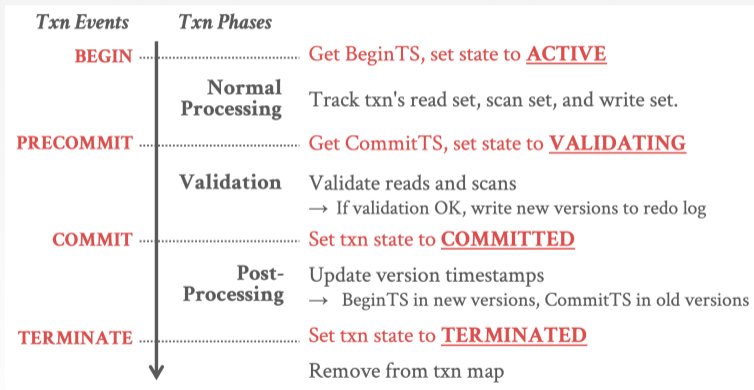 Txn Events Txn Phases
BEGIN Get BeginTS, set state to ACTIVE
Normal
Processing Track txn's read set, scan set, and write set.
PRECOMMIT Get CommitTS, set state to VALIDATING
Validation Validate reads and scans
→ If validation OK, write new versions to redo log
COMMIT Set txn state to COMMITTED
Post-
Processing Update version timestamps
→ BeginTS in new versions, CommitTS in old versions
TERMINATE Set txn state to TERMINATED
Remove from txn map